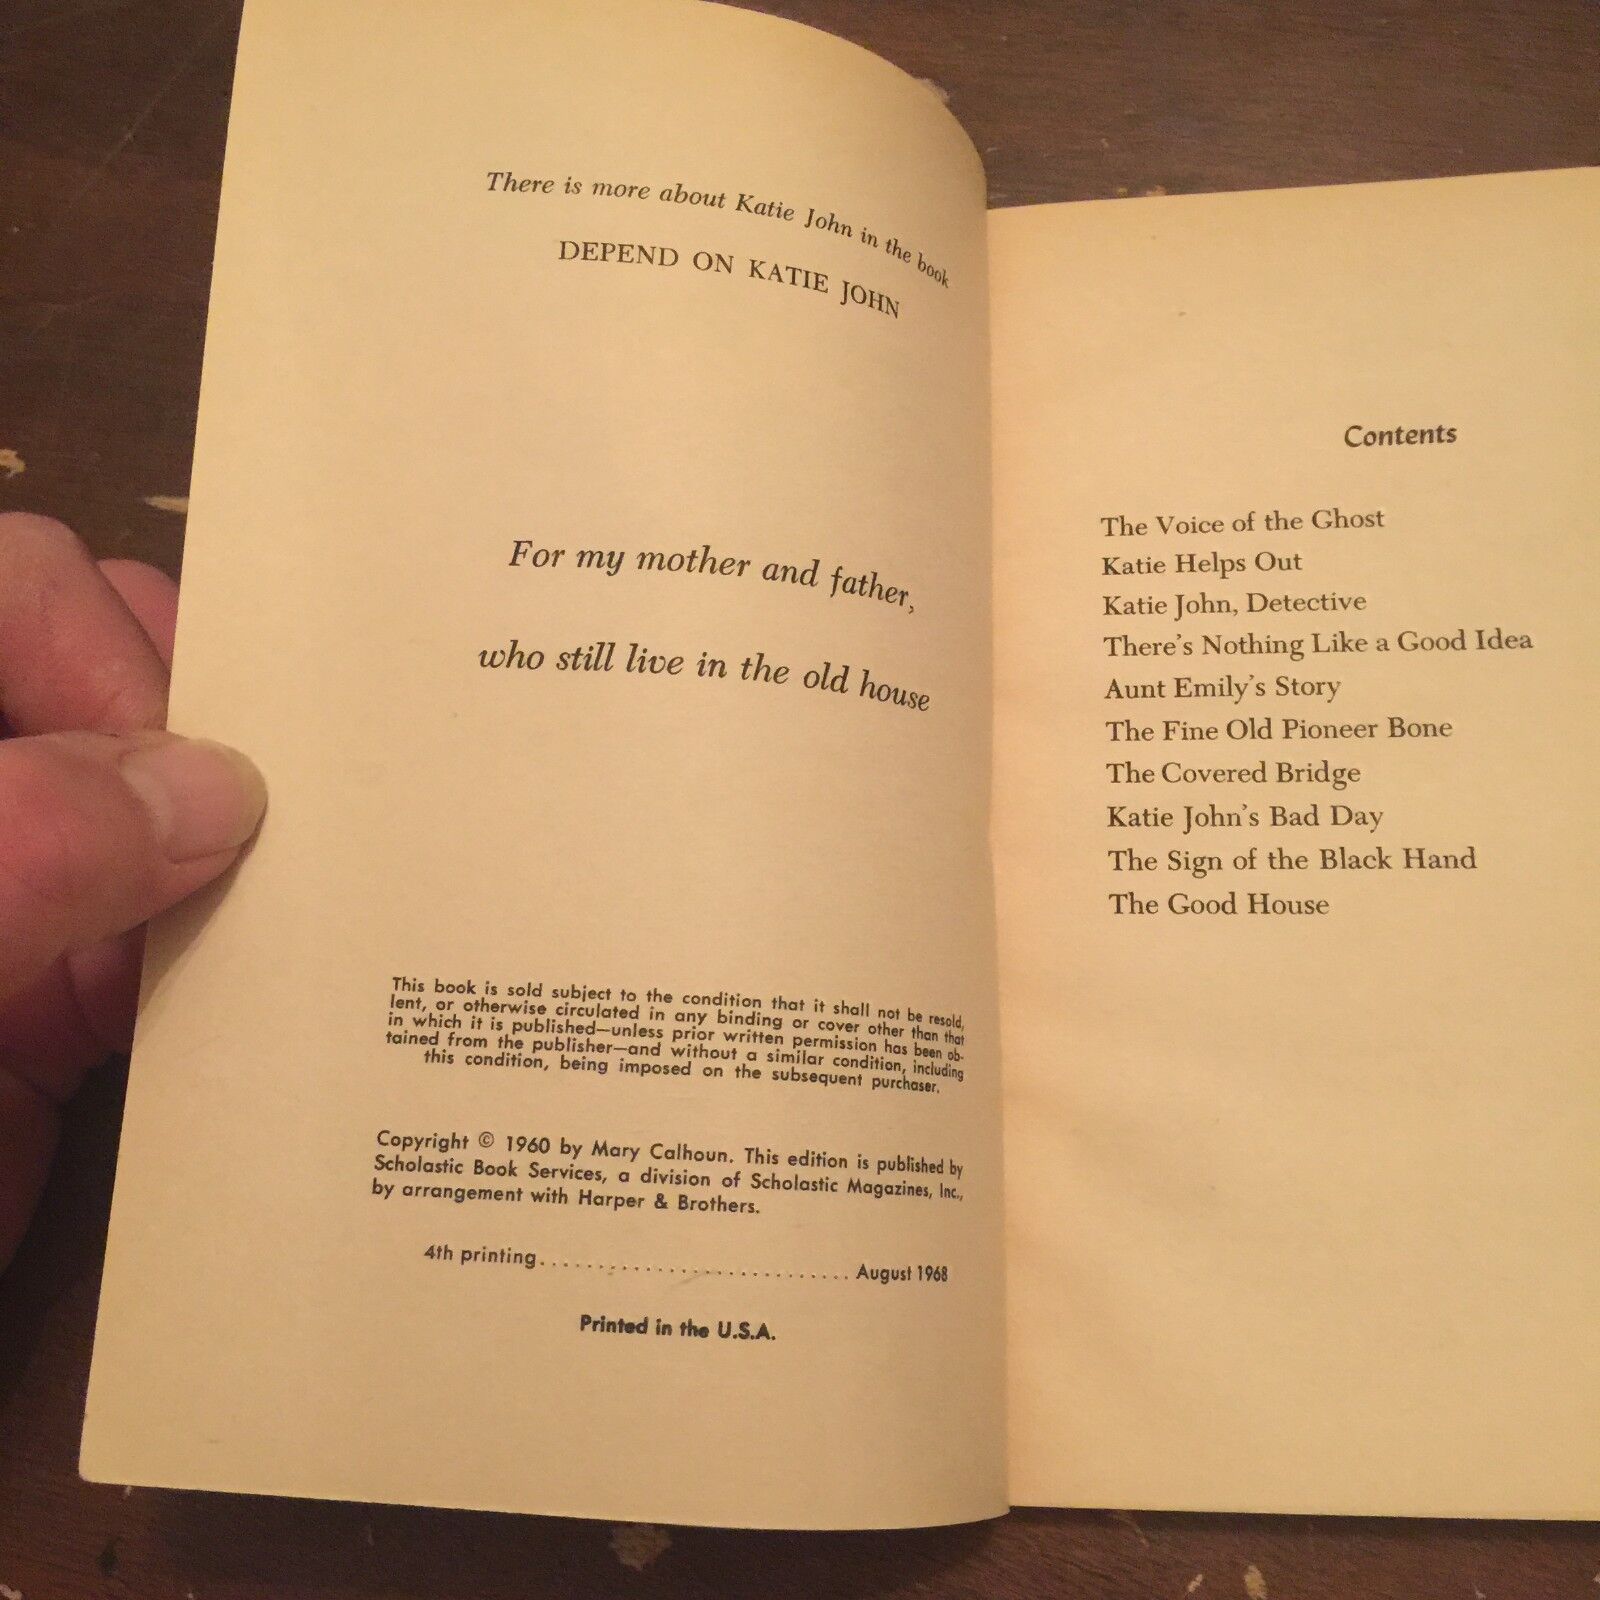 There is more about Katie John in the book
DEPEND ON KATIE JOHN
For my mother and father,
who still live in the old house
This book is sold subject to the condition that it shall not be resold,
lent, or otherwise circulated in any binding or cover other than that
in which it is published—unless prior written permission has been ob-
tained from the publisher—and without a similar condition, including
this condition, being imposed on the subsequent purchaser.
Copyright © 1960 by Mary Calhoun. This edition is published by
Scholastic Book Services, a division of Scholastic Magazines, Inc.,
by arrangement with Harper & Brothers.
4th printing............................August 1968
Printed in the U.S.A.
Contents
The Voice of the Ghost
Katie Helps Out
Katie John, Detective
There's Nothing Like a Good Idea
Aunt Emily's Story
The Fine Old Pioneer Bone
The Covered Bridge
Katie John's Bad Day
The Sign of the Black Hand
The Good House